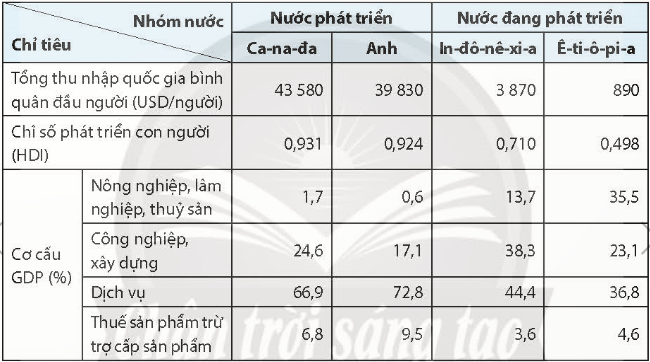 Nhóm nước
Chỉ tiêu
Nước phát triển
Nước đang phát triển
Ca-na-đa
Anh
In-đô-nê-xi-a
Ê-ti-ô-pi-a
Tổng thu nhập quốc gia bình
quân đầu người (USD/người)
43 580
39 830
3 870
890
Chỉ số phát triển con người
(HDI)
0,931
0,924
0,710
0,498
Cơ cấu
GDP (%)
Nông nghiệp, lâm
nghiệp, thuỷ sản
1,7
0,6
13,7
35,5
Công nghiệp,
xây dựng
24,6
17,1
38,3
23,1
Dịch vụ
66,9
72,8
44,4
36,8
Thuế sản phẩm trừ
trợ cấp sản phẩm
6,8
9,5
3,6
4,6
Chân trời sáng tạo